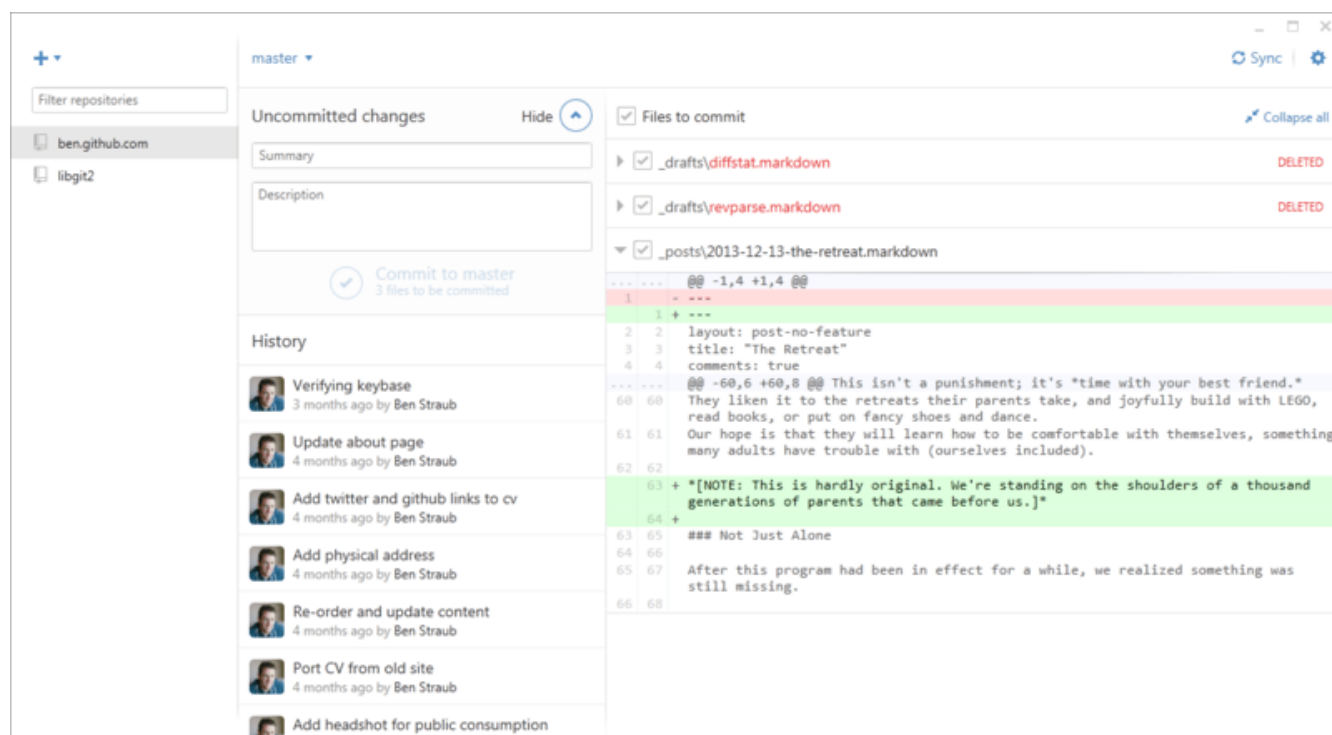 master
Sync
Filter repositories
ben.github.com
libgit2
Uncommitted changes
Hide
Summary
Description
Commit to master
3 files to be committed
History
Verifying keybase
3 months ago by Ben Straub
Update about page
4 months ago by Ben Straub
Add twitter and github links to cv
4 months ago by Ben Straub
Add physical address
4 months ago by Ben Straub
Re-order and update content
4 months ago by Ben Straub
Port CV from old site
4 months ago by Ben Straub
Add headshot for public consumption
Files to commit
Collapse all
_drafts\diffstat.markdown DELETED
_drafts\revparse.markdown DELETED
_posts\2013-12-13-the-retreat.markdown
... ... @@ -1,4 +1,4 @@
1 - ---
1 + ---
2 2 layout: post-no-feature
3 3 title: "The Retreat"
4 4 comments: true
... ... @@ -60,6 +60,8 @@ This isn't a punishment; it's *time with your best friend.*
60 60 They liken it to the retreats their parents take, and joyfully build with LEGO,
read books, or put on fancy shoes and dance.
61 61 Our hope is that they will learn how to be comfortable with themselves, something
many adults have trouble with (ourselves included).
62 62
63 + *[NOTE: This is hardly original. We're standing on the shoulders of a thousand
generations of parents that came before us.]*
64 +
63 65 ### Not Just Alone
64 66
65 67 After this program had been in effect for a while, we realized something was
still missing.
66 68